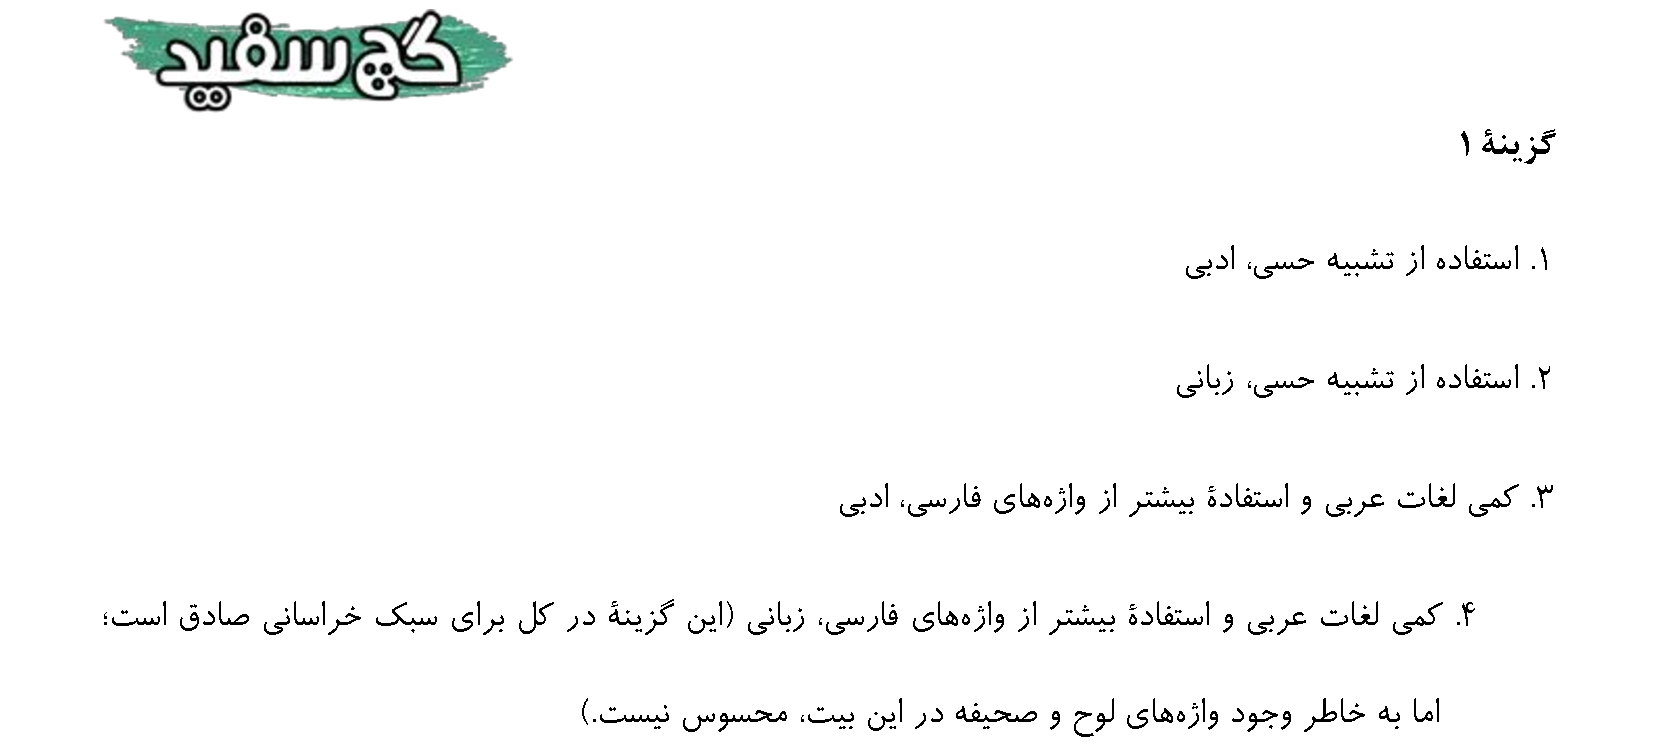 گچ سفید
گزینهٔ ۱
۱. استفاده از تشبیه حسی، ادبی
۲. استفاده از تشبیه حسی، زبانی
۳. کمی لغات عربی و استفادهٔ بیشتر از واژه‌های فارسی، ادبی
۴. کمی لغات عربی و استفادهٔ بیشتر از واژه‌های فارسی، زبانی (این گزینهٔ در کل برای سبک خراسانی صادق است؛
اما به خاطر وجود واژه‌های لوح و صحیفه در این بیت، محسوس نیست.)